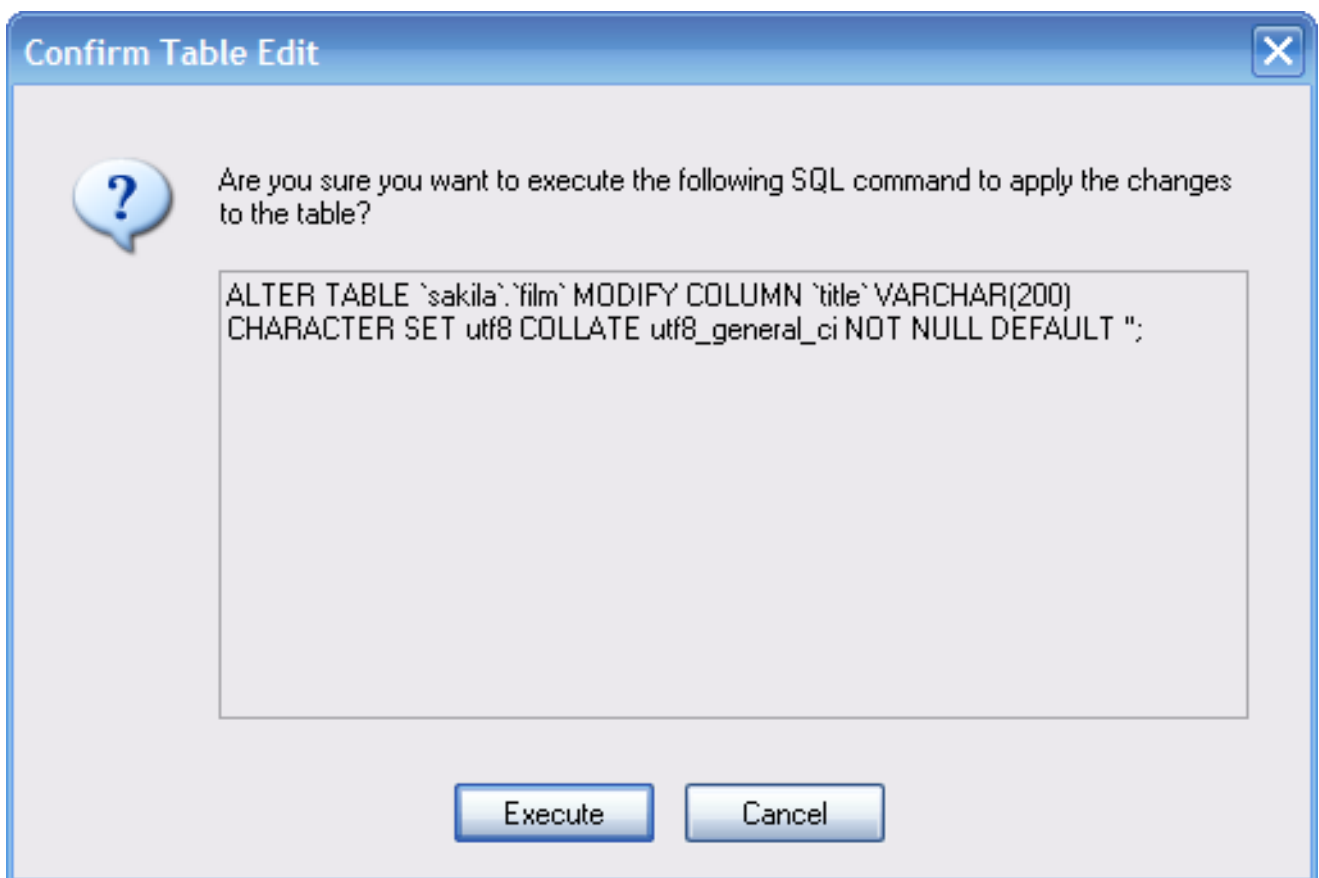 Confirm Table Edit
Are you sure you want to execute the following SQL command to apply the changes
to the table?
ALTER TABLE `sakila`.`film` MODIFY COLUMN `title` VARCHAR(200)
CHARACTER SET utf8 COLLATE utf8_general_ci NOT NULL DEFAULT '';
Execute
Cancel